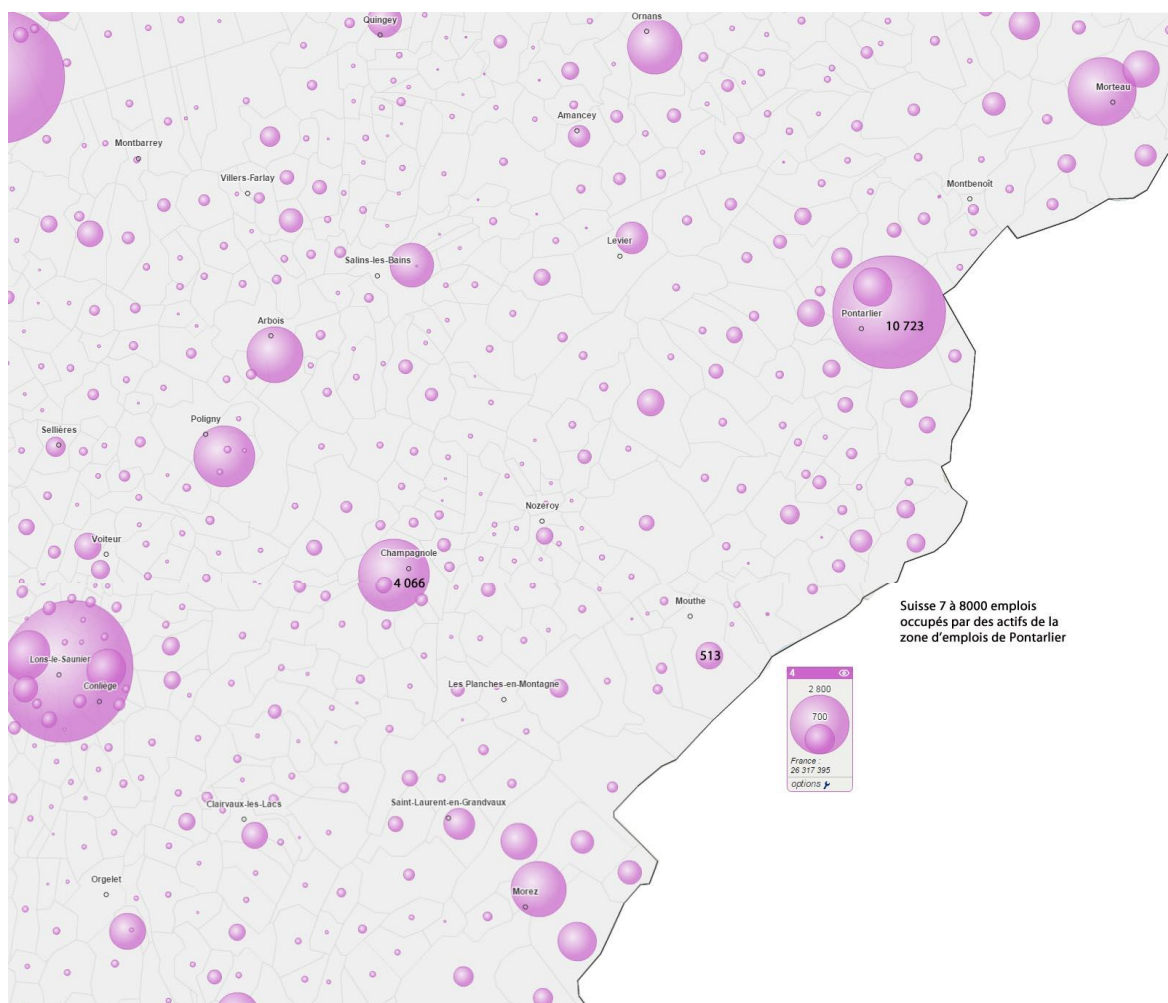 Quingey
Ornans
Morteau
Amancey
Montbarrey
Villers-Farlay
Montbenoît
Levier
Salins-les-Bains
Pontarlier
10 723
Arbois
Poligny
Sellières
Nozeroy
Voiteur
Champagnole
4 066
Mouthe
Suisse 7 à 8000 emplois
occupés par des actifs de la
zone d'emplois de Pontarlier
513
Lons-le-Saunier
Conliège
Les Planches-en-Montagne
4
2 800
700
France :
26 317 395
options
Clairvaux-les-Lacs
Saint-Laurent-en-Grandvaux
Orgelet
Morez